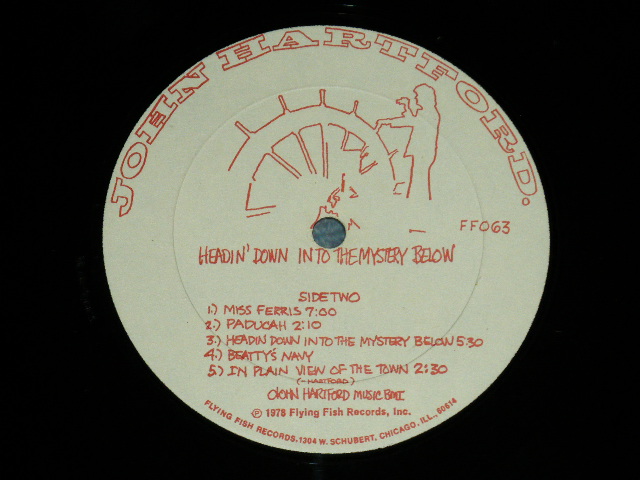 JOHN HARTFORD.
FF063
HEADIN' DOWN INTO THE MYSTERY BELOW
SIDE TWO
1.) MISS FERRIS 7:00
2.) PADUCAH 2:10
3.) HEADIN DOWN IN TO THE MYSTERY BELOW 5:30
4.) BEATTY'S NAVY
5.) IN PLAIN VIEW OF THE TOWN 2:30
(-HARTFORD)
©JOHN HARTFORD MUSIC BMI
℗ 1978 Flying Fish Records, Inc.
FLYING FISH RECORDS, 1304 W. SCHUBERT, CHICAGO, ILL., 60614